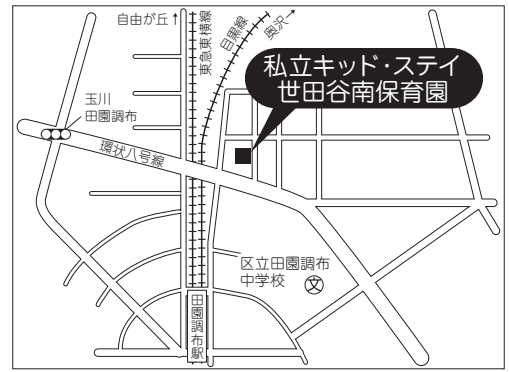 自由が丘↑
東急東横線
目黒線
奥沢
私立キッド・ステイ
世田谷南保育園
玉川
田園調布
環状八号線
区立田園調布
中学校
文
田園調布駅